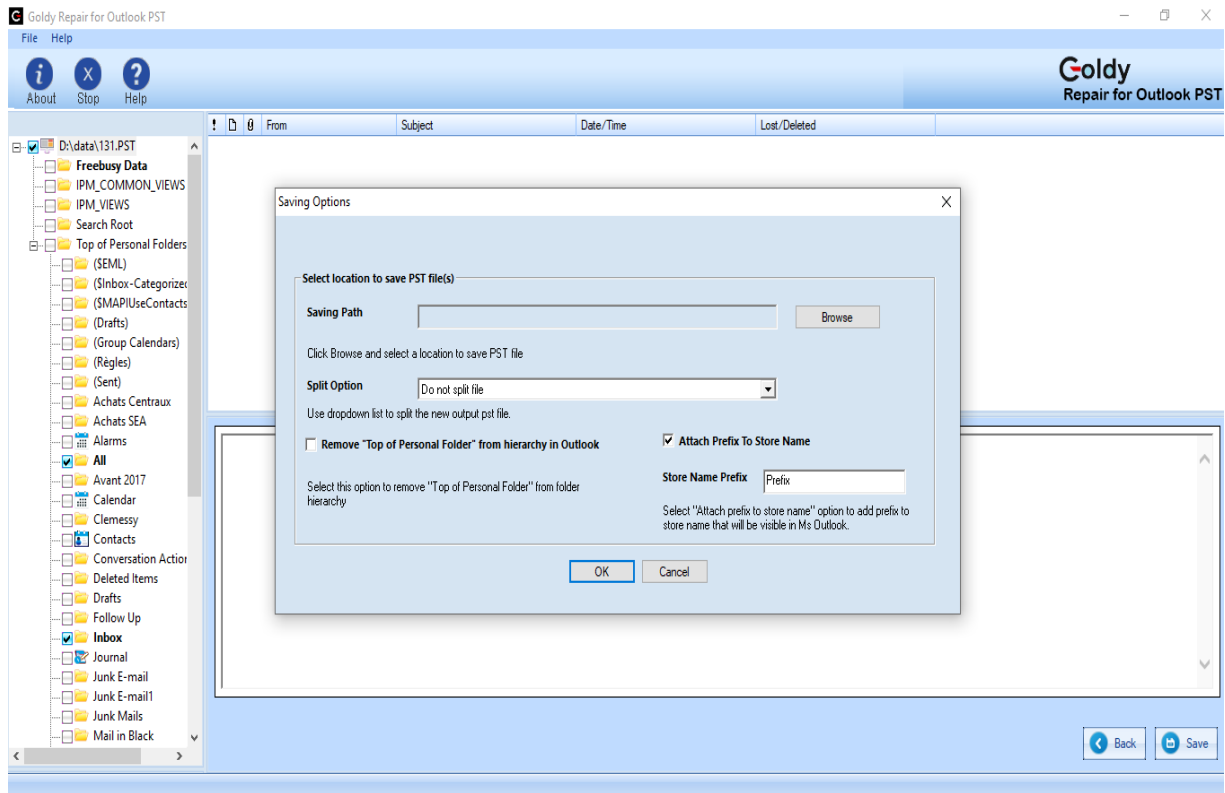 Goldy Repair for Outlook PST
File Help
About Stop Help
Goldy
Repair for Outlook PST
! From Subject Date/Time Lost/Deleted
D:\data\131.PST
Freebusy Data
IPM_COMMON_VIEWS
IPM_VIEWS
Search Root
Top of Personal Folders
($EML)
($Inbox-Categorized
($MAPIUseContacts
(Drafts)
(Group Calendars)
(Règles)
(Sent)
Achats Centraux
Achats SEA
Alarms
All
Avant 2017
Calendar
Clemessy
Contacts
Conversation Action
Deleted Items
Drafts
Follow Up
Inbox
Journal
Junk E-mail
Junk E-mail1
Junk Mails
Mail in Black
Saving Options
Select location to save PST file(s)
Saving Path
Browse
Click Browse and select a location to save PST file
Split Option
Do not split file
Use dropdown list to split the new output pst file.
Remove "Top of Personal Folder" from hierarchy in Outlook
Select this option to remove "Top of Personal Folder" from folder
hierarchy
Attach Prefix To Store Name
Store Name Prefix Prefix
Select "Attach prefix to store name" option to add prefix to
store name that will be visible in Ms Outlook.
OK Cancel
Back Save